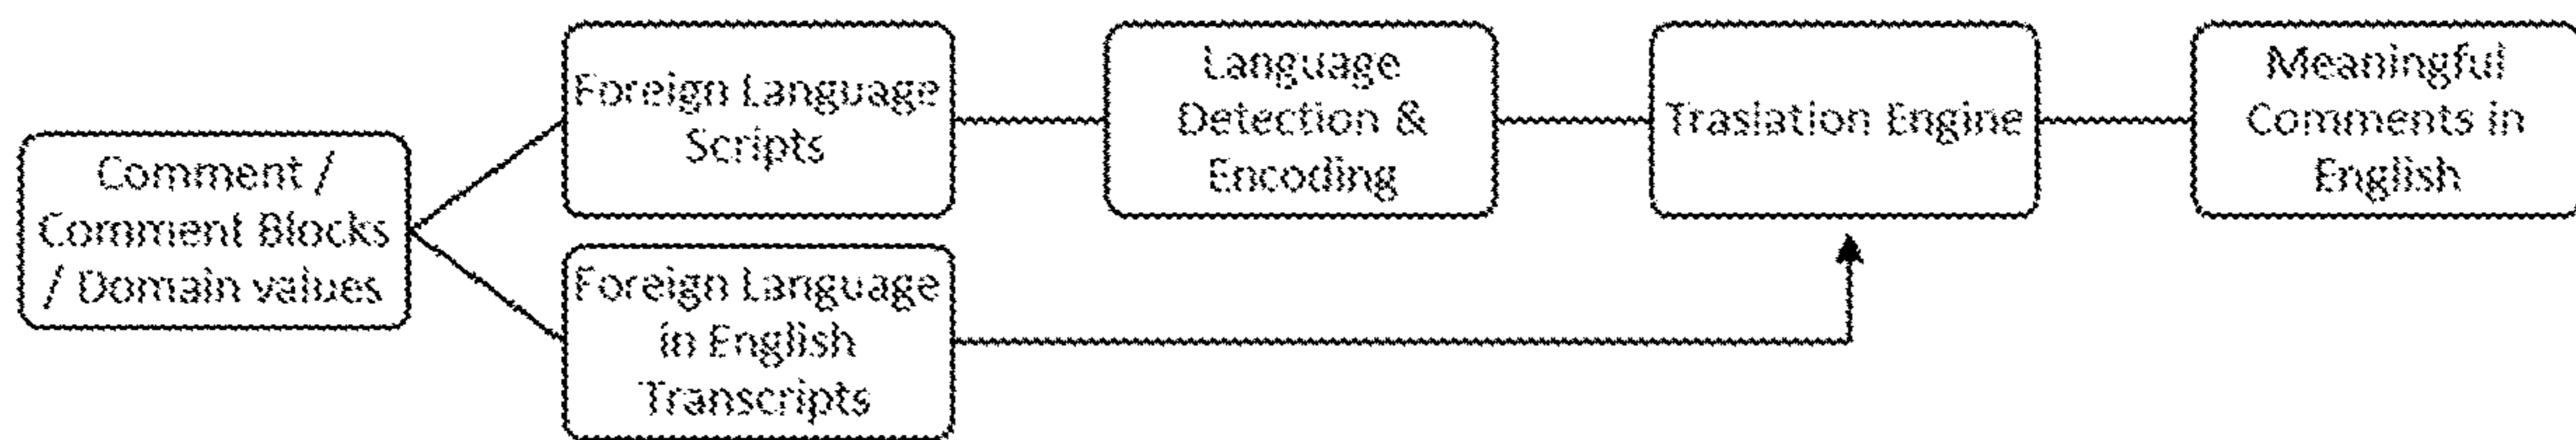 Comment /
Comment Blocks
/ Domain values
Foreign Language
Scripts
Foreign Language
in English
Transcripts
Language
Detection &
Encoding
Traslation Engine
Meaningful
Comments in
English